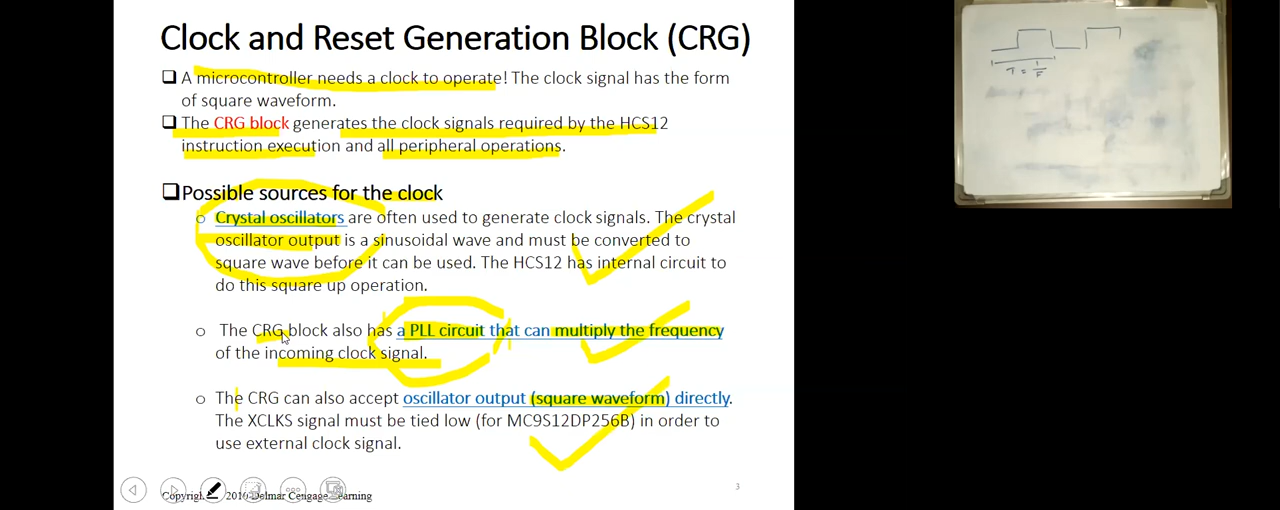 Clock and Reset Generation Block (CRG)
A microcontroller needs a clock to operate! The clock signal has the form
of square waveform.
The CRG block generates the clock signals required by the HCS12
instruction execution and all peripheral operations.
Possible sources for the clock
Crystal oscillators are often used to generate clock signals. The crystal
oscillator output is a sinusoidal wave and must be converted to
square wave before it can be used. The HCS12 has internal circuit to
do this square up operation.
The CRG block also has a PLL circuit that can multiply the frequency
of the incoming clock signal.
The CRG can also accept oscillator output (square waveform) directly.
The XCLKS signal must be tied low (for MC9S12DP256B) in order to
use external clock signal.
Copyright 2010 Delmar Cengage Learning
3
T = 1/F